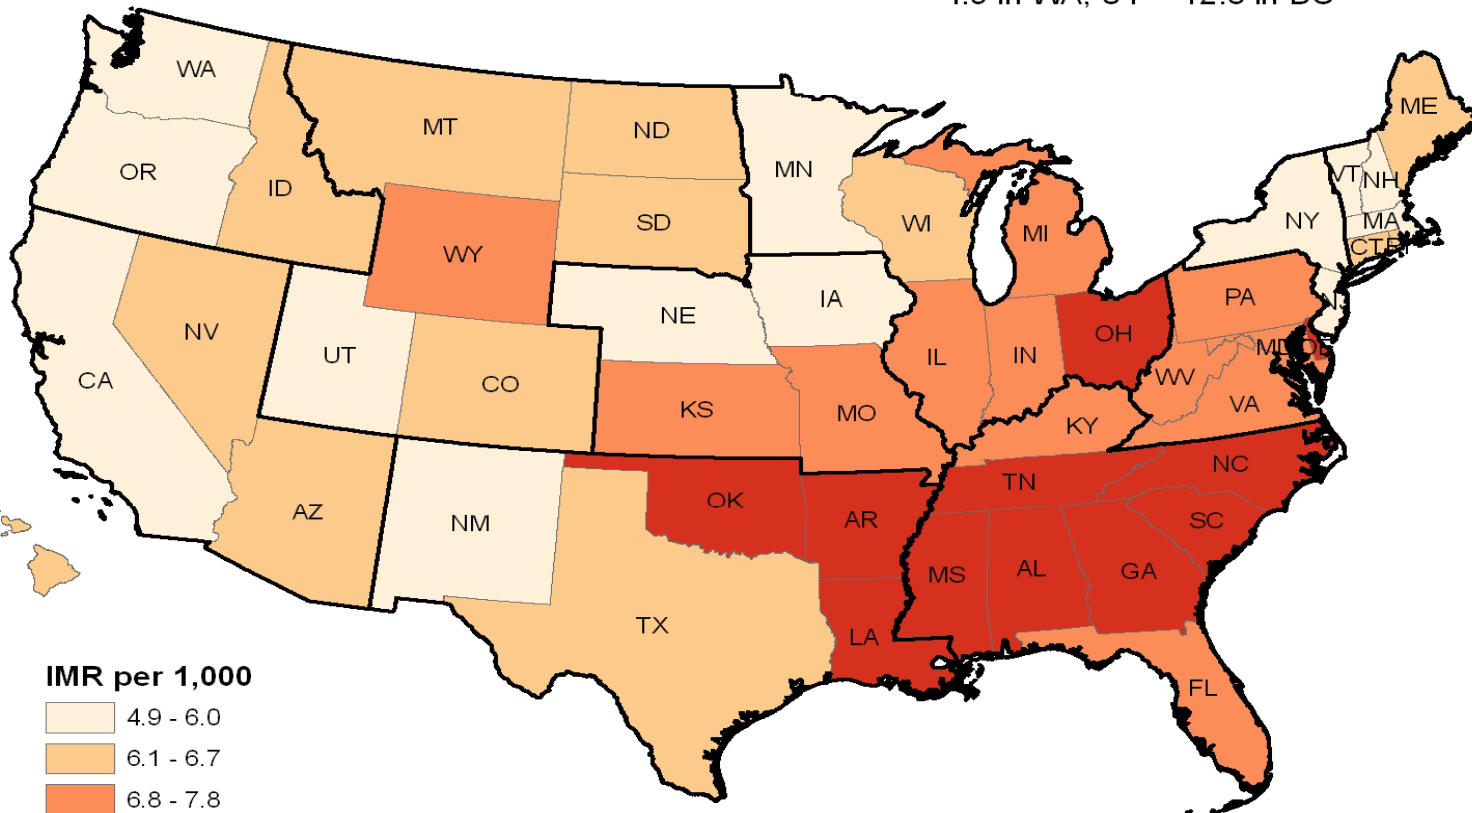 WA
ME
MT
ND
OR
MN
VT
NH
ID
SD
WI
NY
MA
MI
CT
WY
IA
PA
NE
NV
OH
UT
IL
IN
MD
DE
CA
CO
WV
KS
MO
VA
KY
NC
TN
OK
AZ
NM
AR
SC
MS
AL
GA
TX
LA
FL
IMR per 1,000
4.9 - 6.0
6.1 - 6.7
6.8 - 7.8